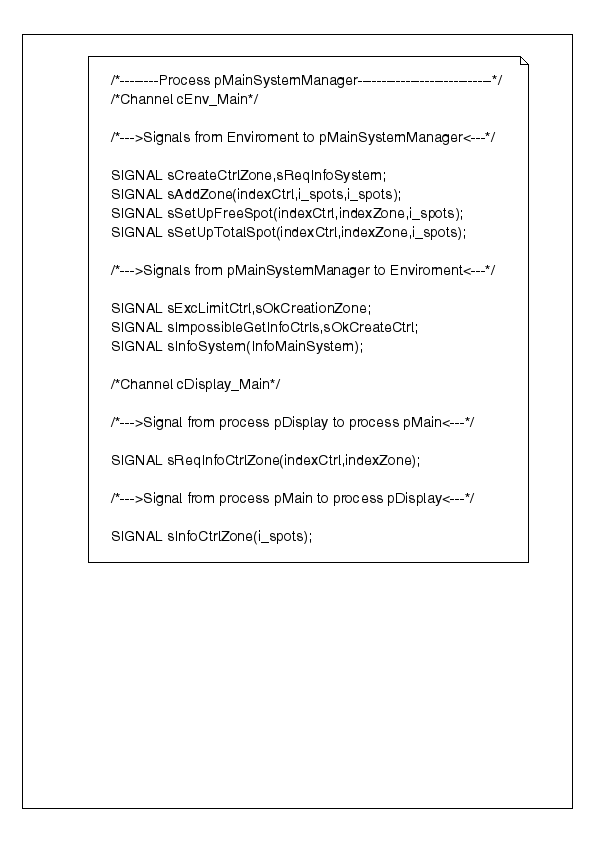 /*--------Process pMainSystemManager----------------------------*/
/*Channel cEnv_Main*/
/*--->Signals from Enviroment to pMainSystemManager<---*/
SIGNAL sCreateCtrlZone,sReqInfoSystem;
SIGNAL sAddZone(indexCtrl,i_spots,i_spots);
SIGNAL sSetUpFreeSpot(indexCtrl,indexZone,i_spots);
SIGNAL sSetUpTotalSpot(indexCtrl,indexZone,i_spots);
/*--->Signals from pMainSystemManager to Enviroment<---*/
SIGNAL sExcLimitCtrl,sOkCreationZone;
SIGNAL sImpossibleGetInfoCtrls,sOkCreateCtrl;
SIGNAL sInfoSystem(InfoMainSystem);
/*Channel cDisplay_Main*/
/*--->Signal from process pDisplay to process pMain<---*/
SIGNAL sReqInfoCtrlZone(indexCtrl,indexZone);
/*--->Signal from process pMain to process pDisplay<---*/
SIGNAL sInfoCtrlZone(i_spots);